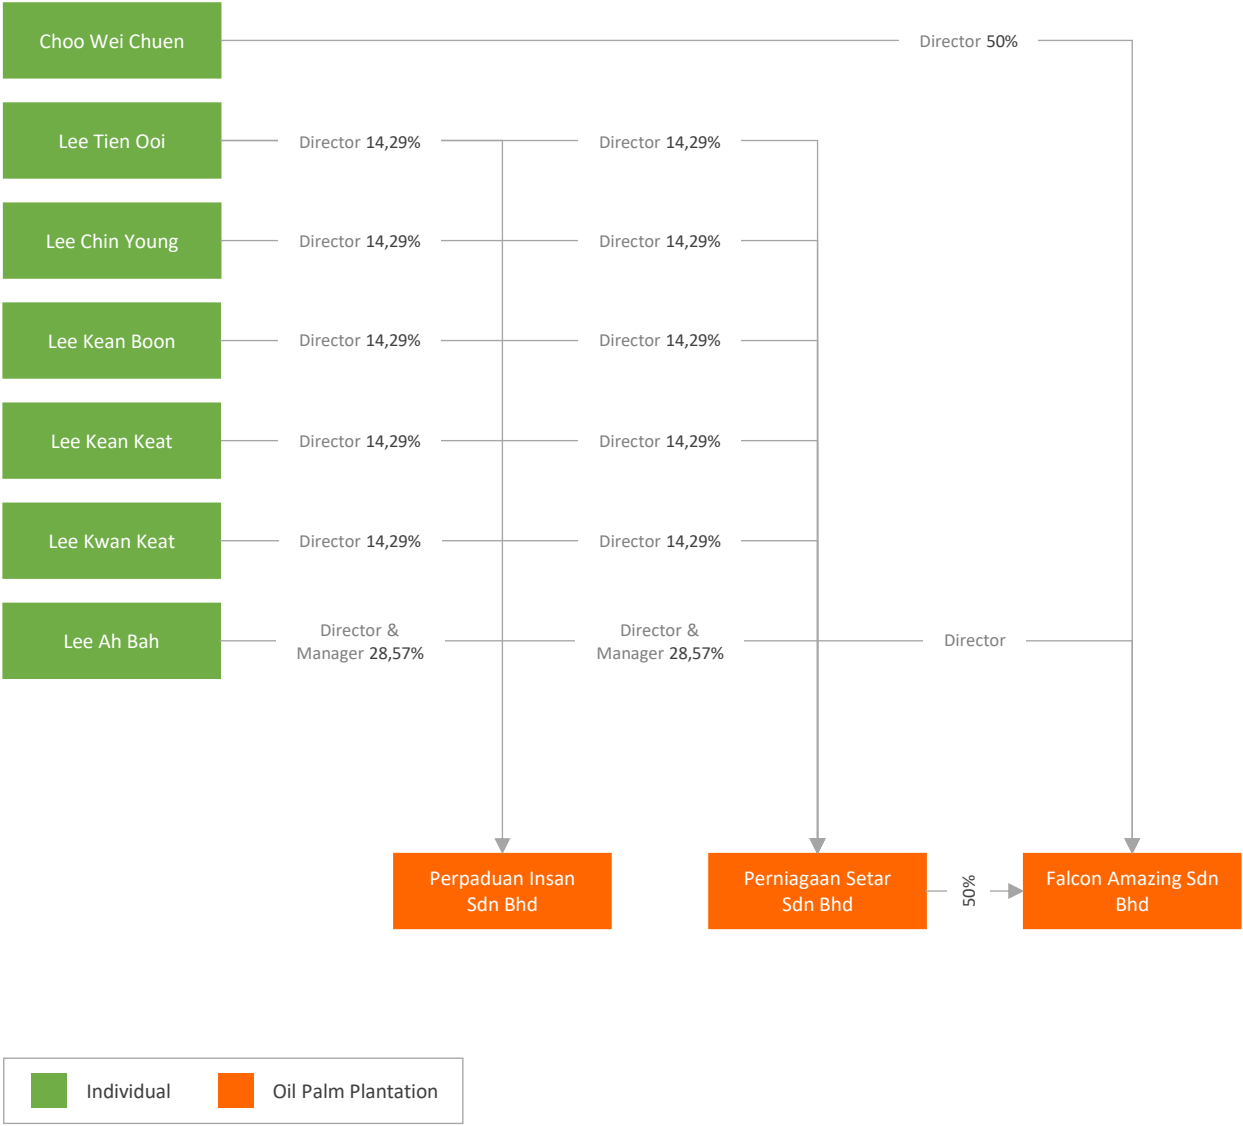 Choo Wei Chuen
Director 50%
Lee Tien Ooi
Director 14,29%
Director 14,29%
Lee Chin Young
Director 14,29%
Director 14,29%
Lee Kean Boon
Director 14,29%
Director 14,29%
Lee Kean Keat
Director 14,29%
Director 14,29%
Lee Kwan Keat
Director 14,29%
Director 14,29%
Lee Ah Bah
Director &
Manager 28,57%
Director &
Manager 28,57%
Director
Perpaduan Insan
Sdn Bhd
Perniagaan Setar
Sdn Bhd
50%
Falcon Amazing Sdn
Bhd
Individual
Oil Palm Plantation